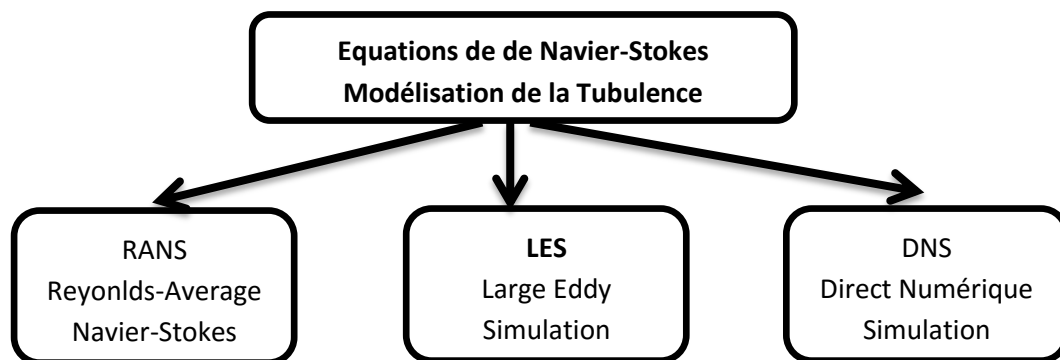 Equations de de Navier-Stokes
Modélisation de la Tubulence
RANS
Reyonlds-Average
Navier-Stokes
LES
Large Eddy
Simulation
DNS
Direct Numérique
Simulation